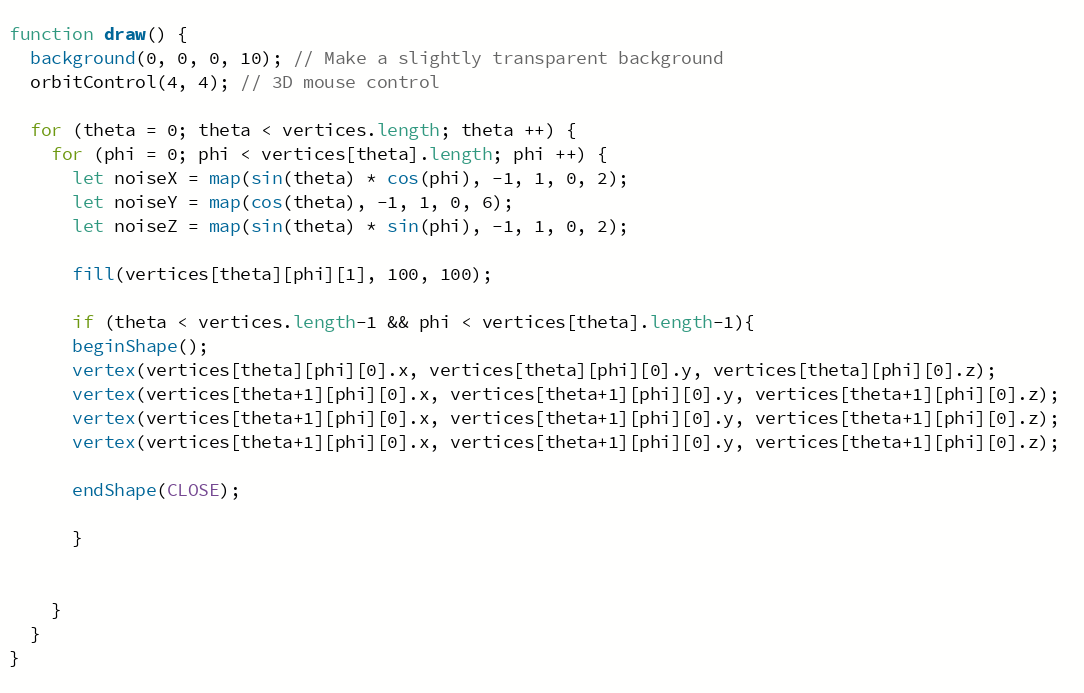 function draw() {
  background(0, 0, 0, 10); // Make a slightly transparent background
  orbitControl(4, 4); // 3D mouse control
  for (theta = 0; theta < vertices.length; theta ++) {
    for (phi = 0; phi < vertices[theta].length; phi ++) {
      let noiseX = map(sin(theta) * cos(phi), -1, 1, 0, 2);
      let noiseY = map(cos(theta), -1, 1, 0, 6);
      let noiseZ = map(sin(theta) * sin(phi), -1, 1, 0, 2);
      fill(vertices[theta][phi][1], 100, 100);
      if (theta < vertices.length-1 && phi < vertices[theta].length-1){
      beginShape();
      vertex(vertices[theta][phi][0].x, vertices[theta][phi][0].y, vertices[theta][phi][0].z);
      vertex(vertices[theta+1][phi][0].x, vertices[theta+1][phi][0].y, vertices[theta+1][phi][0].z);
      vertex(vertices[theta+1][phi][0].x, vertices[theta+1][phi][0].y, vertices[theta+1][phi][0].z);
      vertex(vertices[theta+1][phi][0].x, vertices[theta+1][phi][0].y, vertices[theta+1][phi][0].z);
      endShape(CLOSE);
      }
    }
  }
}